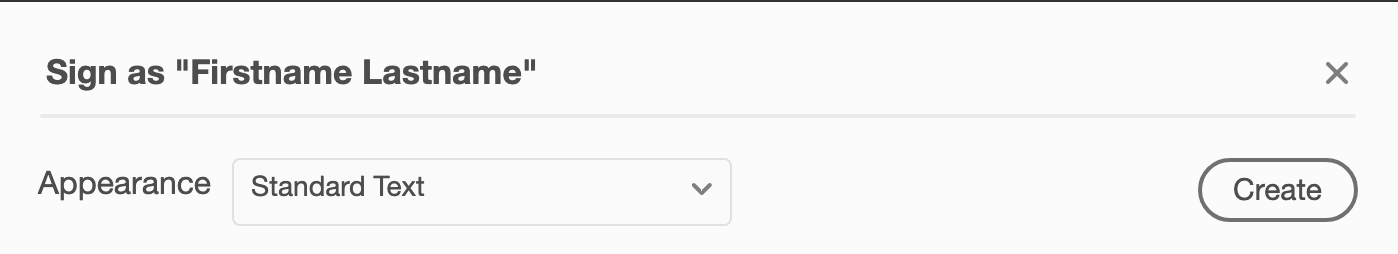 Sign as "Firstname Lastname"
Appearance Standard Text Create